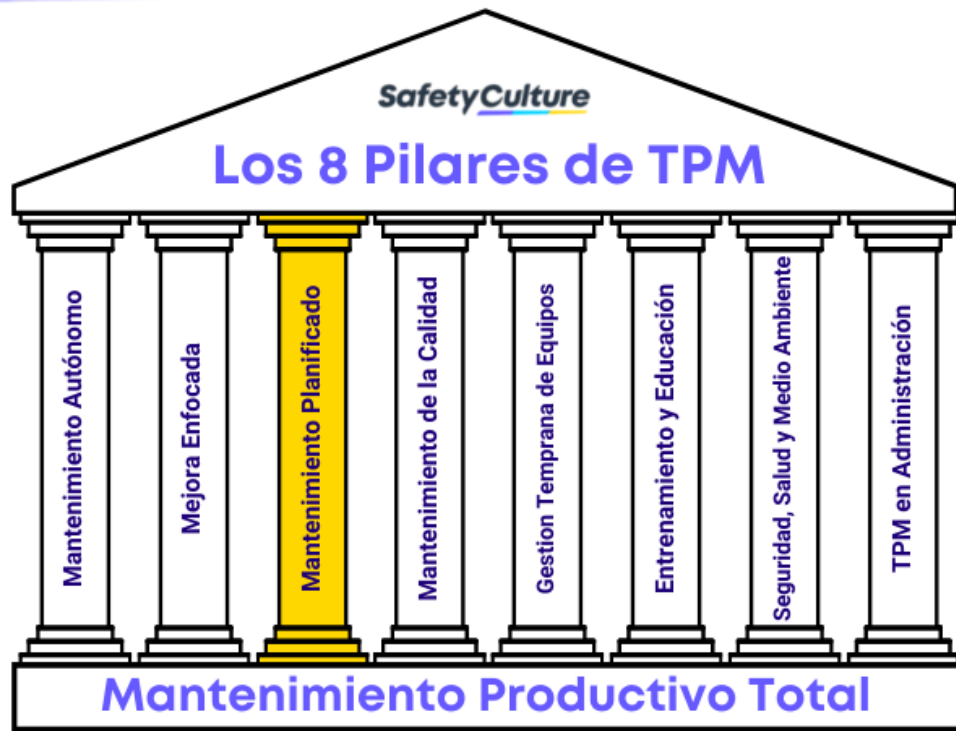 SafetyCulture
Los 8 Pilares de TPM
Mantenimiento Autónomo
Mejora Enfocada
Mantenimiento Planificado
Mantenimiento de la Calidad
Gestion Temprana de Equipos
Entrenamiento y Educación
Seguridad, Salud y Medio Ambiente
TPM en Administración
Mantenimiento Productivo Total